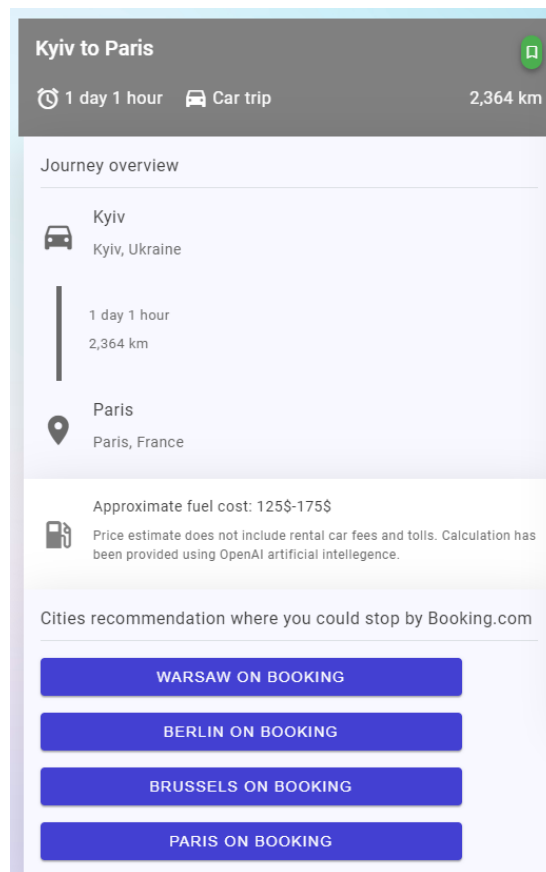 Kyiv to Paris
1 day 1 hour Car trip 2,364 km
Journey overview
Kyiv
Kyiv, Ukraine
1 day 1 hour
2,364 km
Paris
Paris, France
Approximate fuel cost: 125$-175$
Price estimate does not include rental car fees and tolls. Calculation has
been provided using OpenAI artificial intellegence.
Cities recommendation where you could stop by Booking.com
WARSAW ON BOOKING
BERLIN ON BOOKING
BRUSSELS ON BOOKING
PARIS ON BOOKING